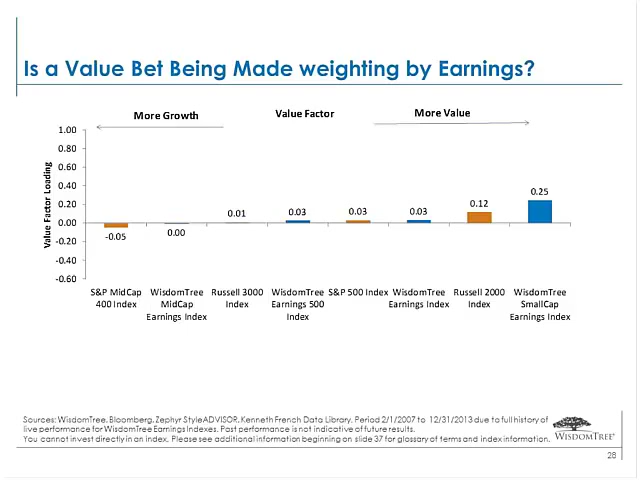 Is a Value Bet Being Made weighting by Earnings?
More Growth
Value Factor
More Value
Value Factor Loading
1.00
0.80
0.60
0.40
0.20
0.00
-0.20
-0.40
-0.60
-0.05
0.00
0.01
0.03
0.03
0.03
0.12
0.25
S&P MidCap
400 Index
WisdomTree
MidCap
Earnings Index
Russell 3000
Index
WisdomTree
Earnings 500
Index
S&P 500 Index
WisdomTree
Earnings Index
Russell 2000
Index
WisdomTree
SmallCap
Earnings Index
Sources: WisdomTree, Bloomberg, Zephyr StyleADVISOR, Kenneth French Data Library. Period 2/1/2007 to 12/31/2013 due to full history of
live performance for WisdomTree Earnings Indexes. Past performance is not indicative of future results.
You cannot invest directly in an index. Please see additional information beginning on slide 37 for glossary of terms and index information.
WISDOMTREE®
28